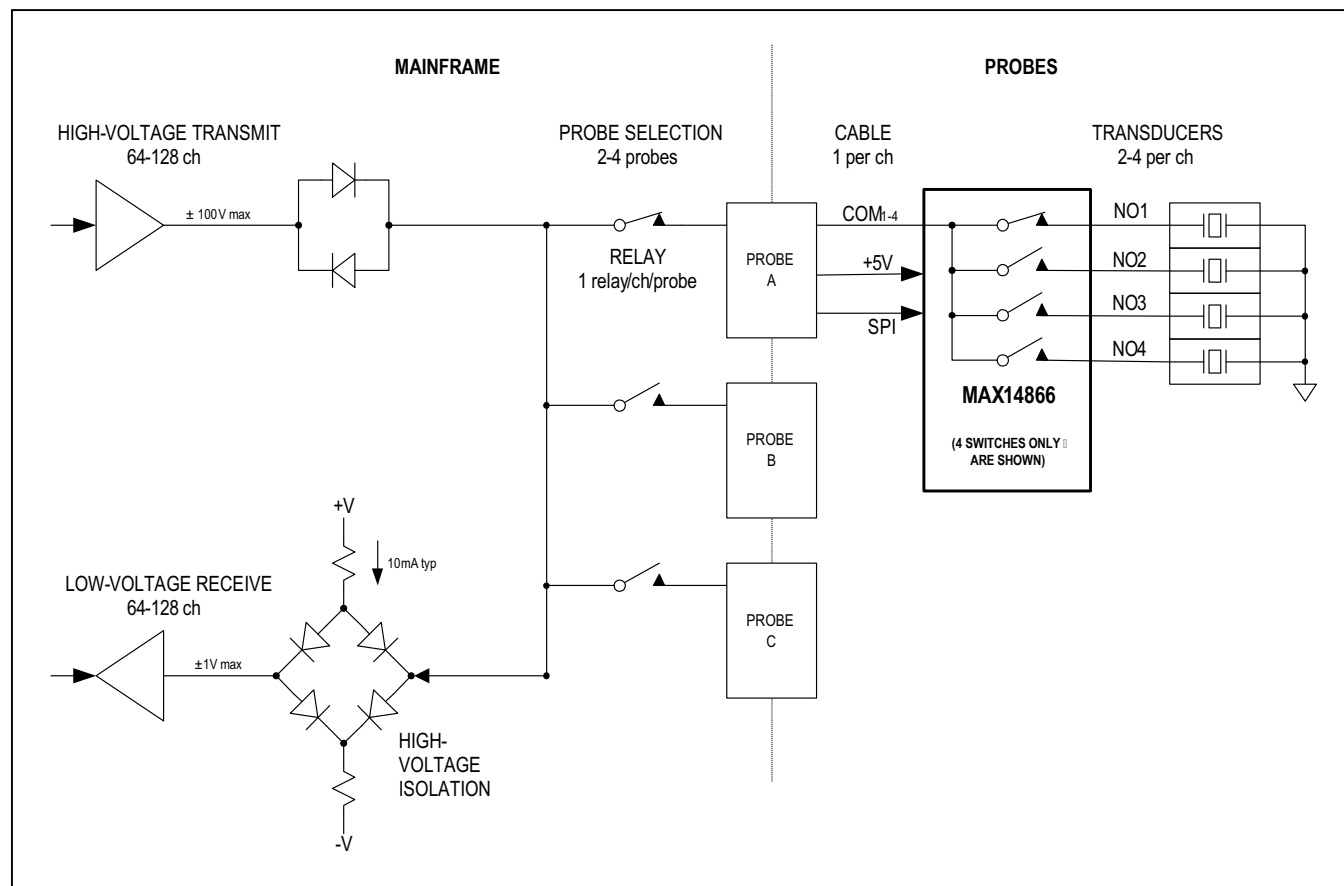 MAINFRAME
PROBES
HIGH-VOLTAGE TRANSMIT
64-128 ch
± 100V max
PROBE SELECTION
2-4 probes
RELAY
1 relay/ch/probe
PROBE
A
PROBE
B
PROBE
C
CABLE
1 per ch
COM1-4
+5V
SPI
TRANSDUCERS
2-4 per ch
NO1
NO2
NO3
NO4
MAX14866
(4 SWITCHES ONLY
ARE SHOWN)
LOW-VOLTAGE RECEIVE
64-128 ch
±1V max
+V
10mA typ
HIGH-
VOLTAGE
ISOLATION
-V